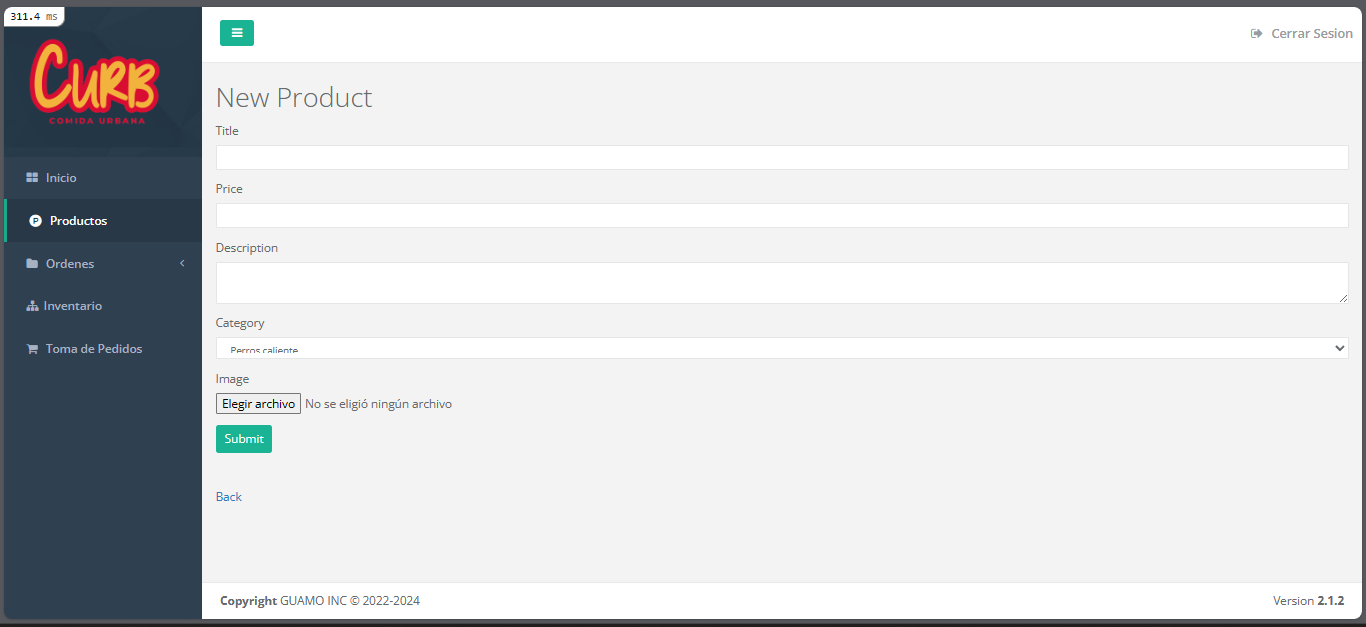 311.4 ms
CURB
COMIDA URBANA
Inicio
Productos
Ordenes
Inventario
Toma de Pedidos
Cerrar Sesion
New Product
Title
Price
Description
Category
Perros caliente
Image
Elegir archivo No se eligió ningún archivo
Submit
Back
Copyright GUAMO INC © 2022-2024
Version 2.1.2